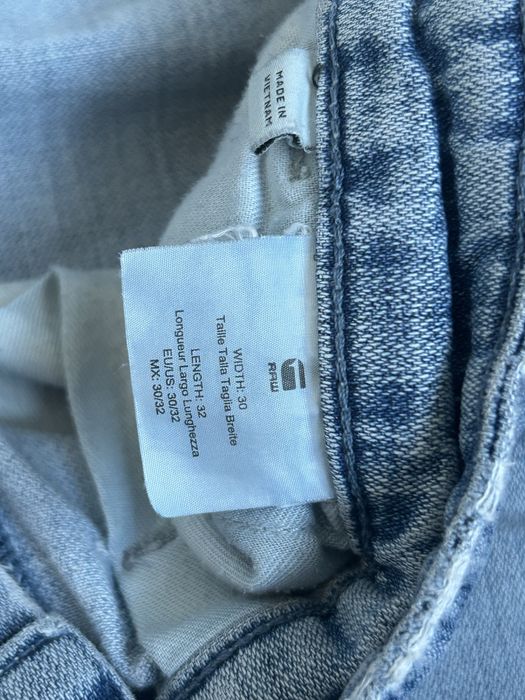 MADE IN
VIETNAM
G
RAW
WIDTH: 30
Taille Talla Taglia Breite
LENGTH: 32
Longueur Largo Lunghezza
EU/US: 30/32
MX: 30/32